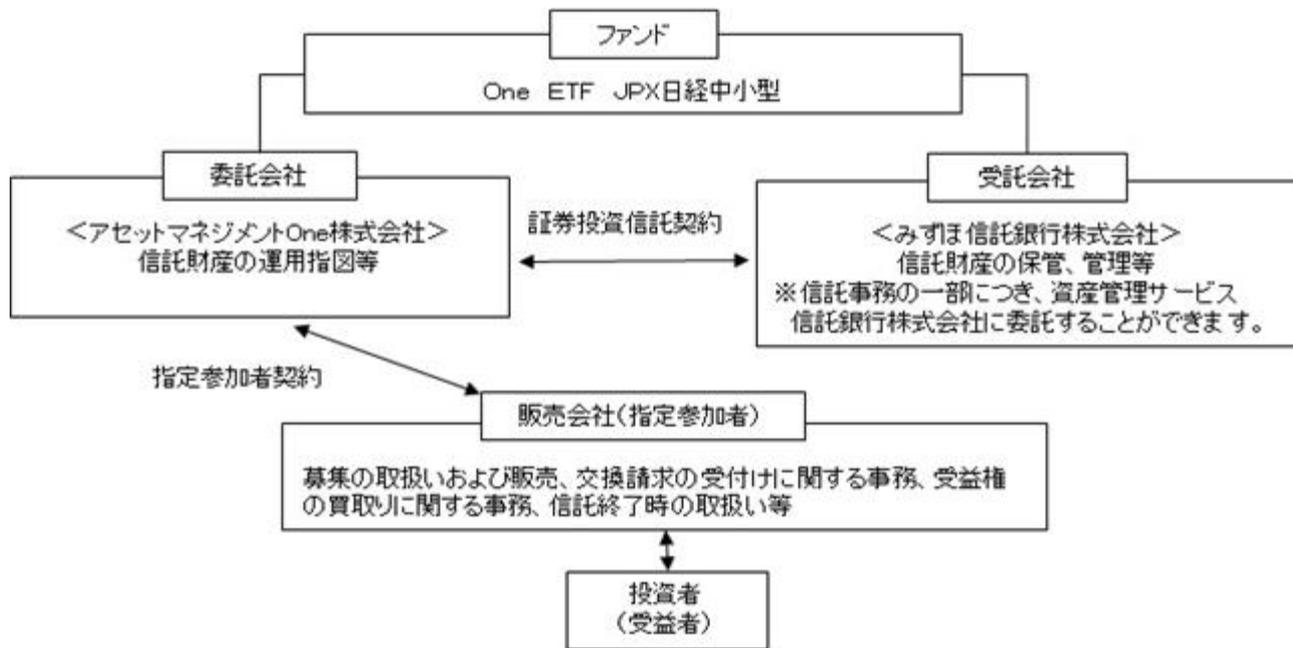 ファンド
One ETF JPX日経中小型
委託会社
<アセットマネジメントOne株式会社>
信託財産の運用指図等
証券投資信託契約
受託会社
<みずほ信託銀行株式会社>
信託財産の保管、管理等
※信託事務の一部につき、資産管理サービス
信託銀行株式会社に委託することができます。
指定参加者契約
販売会社(指定参加者)
募集の取扱いおよび販売、交換請求の受付けに関する事務、受益権
の買取りに関する事務、信託終了時の取扱い等
投資者
(受益者)